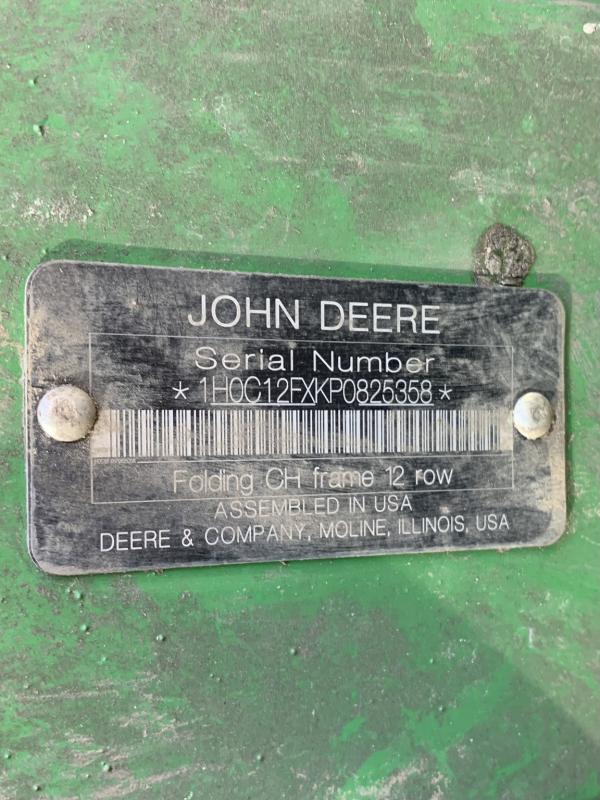 JOHN DEERE
Serial Number
*1H0C12FXKP0825358*
Folding CH frame 12 row
ASSEMBLED IN USA
DEERE & COMPANY, MOLINE, ILLINOIS, USA